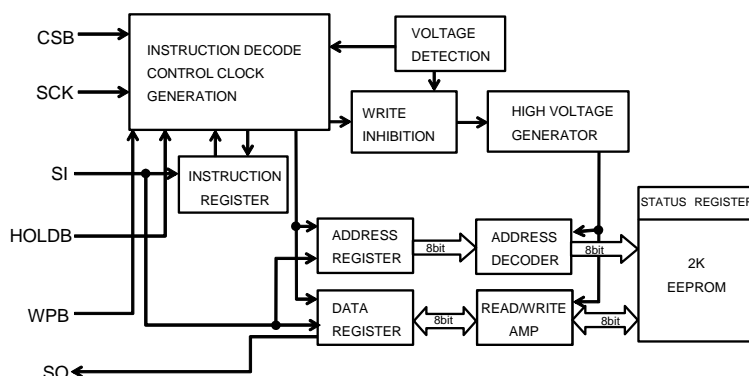 CSB
SCK
SI
HOLDB
WPB
SO
INSTRUCTION DECODE
CONTROL CLOCK
GENERATION
VOLTAGE
DETECTION
WRITE
INHIBITION
HIGH VOLTAGE
GENERATOR
INSTRUCTION
REGISTER
ADDRESS
REGISTER
8bit
ADDRESS
DECODER
8bit
DATA
REGISTER
8bit
READ/WRITE
AMP
8bit
STATUS REGISTER
2K
EEPROM